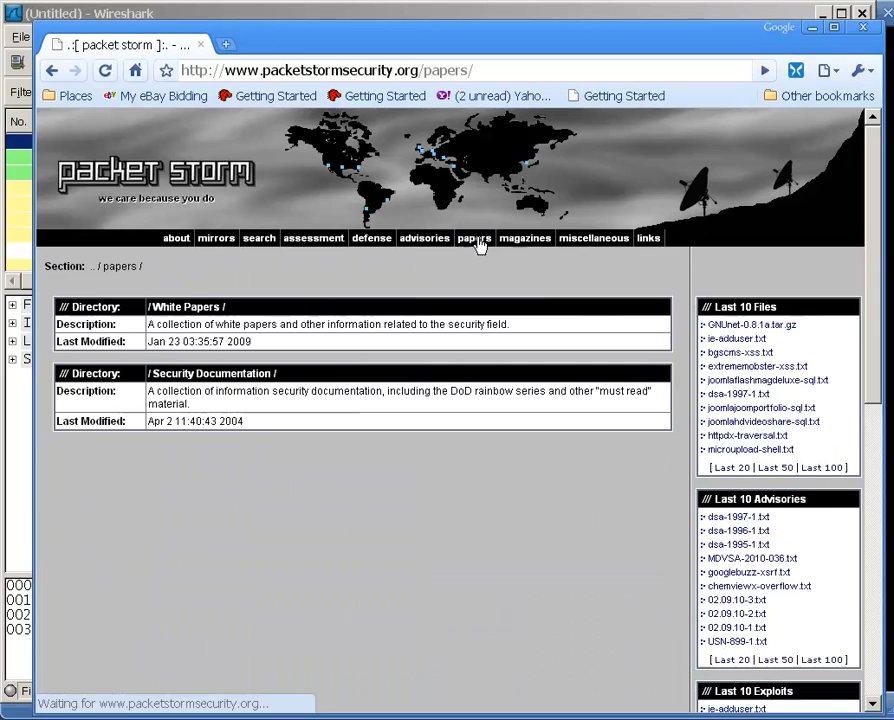 (Untitled) - Wireshark
Google
File
.:[ packet storm ]:. - ...
http://www.packetstormsecurity.org/papers/
Places
My eBay Bidding
Getting Started
Getting Started
(2 unread) Yaho...
Getting Started
Other bookmarks
No.
packet storm
we care because you do
about
mirrors
search
assessment
defense
advisories
papers
magazines
miscellaneous
links
Section: .. / papers /
/// Directory: / White Papers /
Description: A collection of white papers and other information related to the security field.
Last Modified: Jan 23 03:35:57 2009
/// Directory: / Security Documentation /
Description: A collection of information security documentation, including the DoD rainbow series and other "must read"
material.
Last Modified: Apr 2 11:40:43 2004
/// Last 10 Files
GNUnet-0.8.1a.tar.gz
ie-adduser.txt
bgscms-xss.txt
extrememobster-xss.txt
joomlaflashmagdeluxe-sql.txt
dsa-1997-1.txt
joomlajoomportfolio-sql.txt
joomlahdvideoshare-sql.txt
httpdx-traversal.txt
microupload-shell.txt
[ Last 20 | Last 50 | Last 100 ]
/// Last 10 Advisories
dsa-1997-1.txt
dsa-1996-1.txt
dsa-1995-1.txt
MDVSA-2010-036.txt
googlebuzz-xsrf.txt
chemviewx-overflow.txt
02.09.10-3.txt
02.09.10-2.txt
02.09.10-1.txt
USN-899-1.txt
[ Last 20 | Last 50 | Last 100 ]
/// Last 10 Exploits
ie-adduser.txt
000
001
002
003
Waiting for www.packetstormsecurity.org...